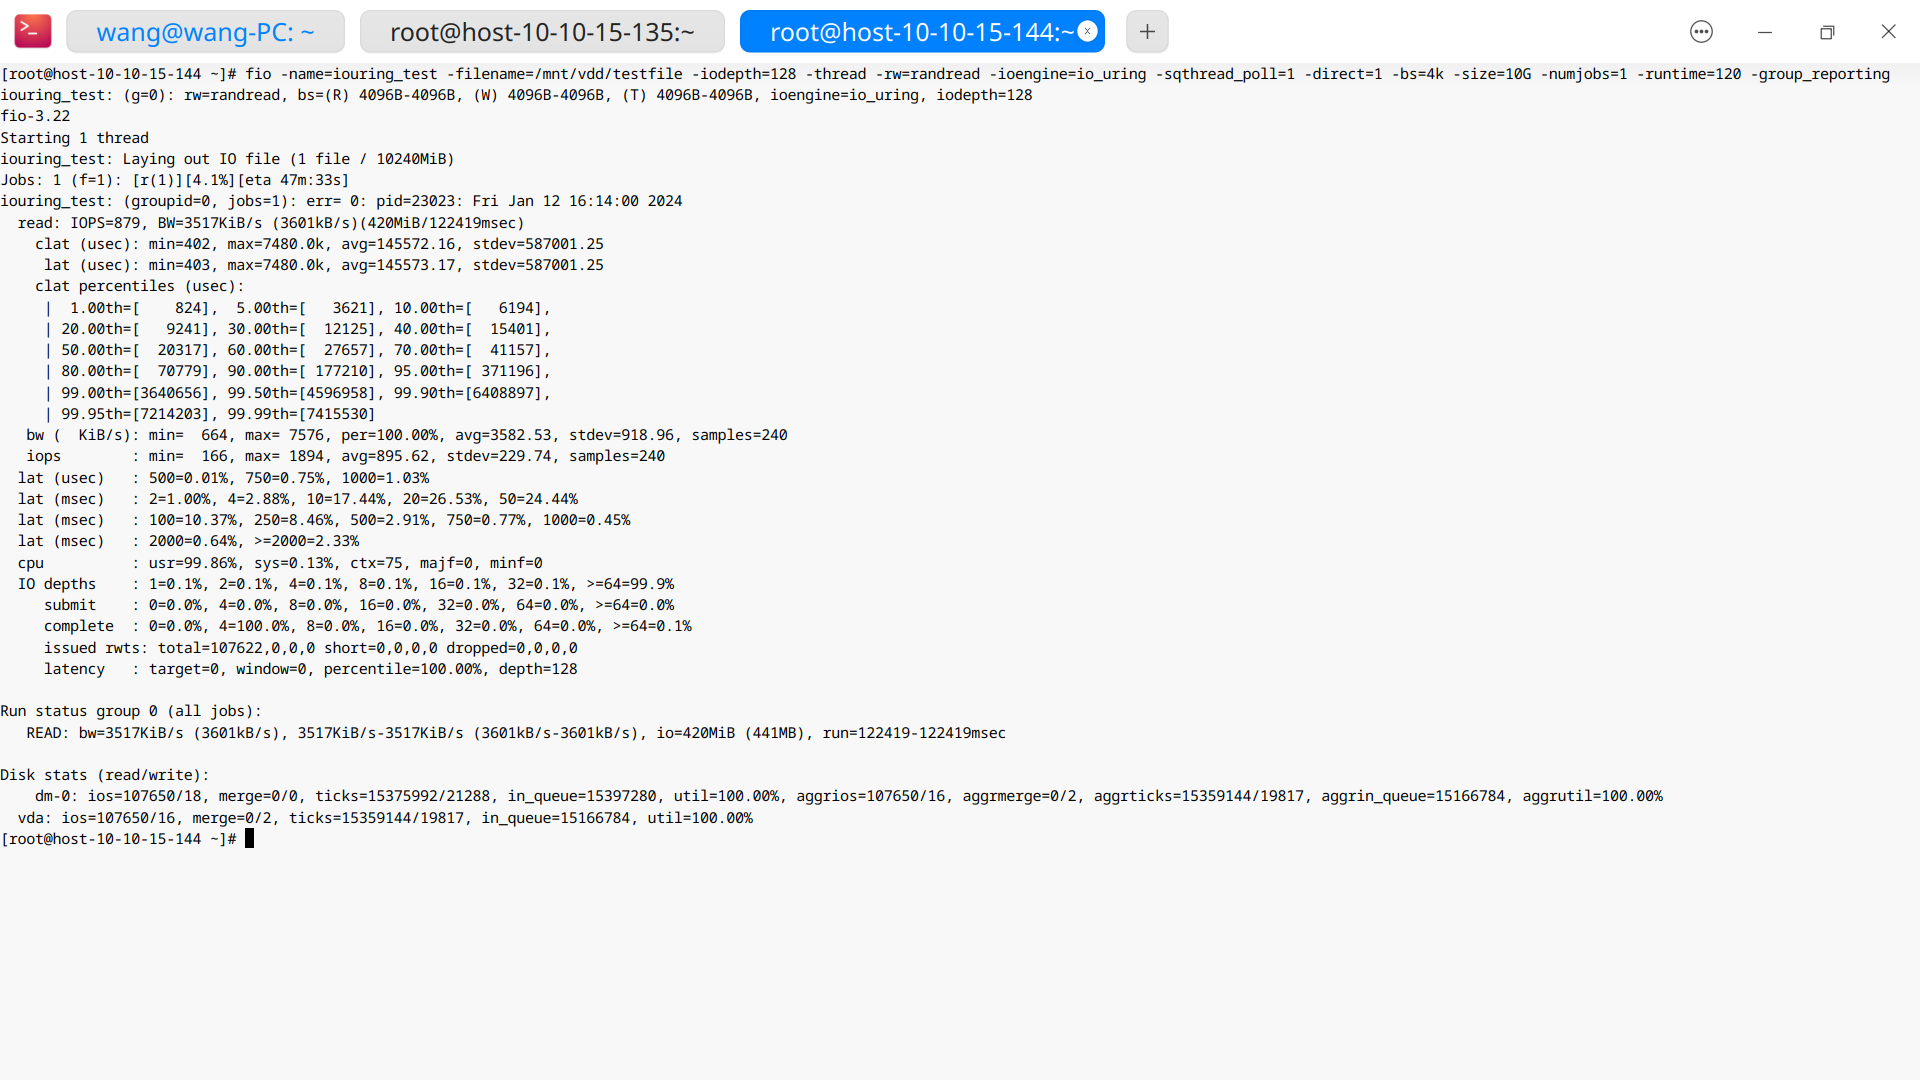 wang@wang-PC: ~
root@host-10-10-15-135:~
root@host-10-10-15-144:~
[root@host-10-10-15-144 ~]# fio -name=iouring_test -filename=/mnt/vdd/testfile -iodepth=128 -thread -rw=randread -ioengine=io_uring -sqthread_poll=1 -direct=1 -bs=4k -size=10G -numjobs=1 -runtime=120 -group_reporting
iouring_test: (g=0): rw=randread, bs=(R) 4096B-4096B, (W) 4096B-4096B, (T) 4096B-4096B, ioengine=io_uring, iodepth=128
fio-3.22
Starting 1 thread
iouring_test: Laying out IO file (1 file / 10240MiB)
Jobs: 1 (f=1): [r(1)][4.1%][eta 47m:33s]
iouring_test: (groupid=0, jobs=1): err= 0: pid=23023: Fri Jan 12 16:14:00 2024
  read: IOPS=879, BW=3517KiB/s (3601kB/s)(420MiB/122419msec)
    clat (usec): min=402, max=7480.0k, avg=145572.16, stdev=587001.25
     lat (usec): min=403, max=7480.0k, avg=145573.17, stdev=587001.25
    clat percentiles (usec):
     |  1.00th=[    824],  5.00th=[   3621], 10.00th=[   6194],
     | 20.00th=[   9241], 30.00th=[  12125], 40.00th=[  15401],
     | 50.00th=[  20317], 60.00th=[  27657], 70.00th=[  41157],
     | 80.00th=[  70779], 90.00th=[ 177210], 95.00th=[ 371196],
     | 99.00th=[3640656], 99.50th=[4596958], 99.90th=[6408897],
     | 99.95th=[7214203], 99.99th=[7415530]
   bw (  KiB/s): min=  664, max= 7576, per=100.00%, avg=3582.53, stdev=918.96, samples=240
   iops        : min=  166, max= 1894, avg=895.62, stdev=229.74, samples=240
  lat (usec)   : 500=0.01%, 750=0.75%, 1000=1.03%
  lat (msec)   : 2=1.00%, 4=2.88%, 10=17.44%, 20=26.53%, 50=24.44%
  lat (msec)   : 100=10.37%, 250=8.46%, 500=2.91%, 750=0.77%, 1000=0.45%
  lat (msec)   : 2000=0.64%, >=2000=2.33%
  cpu          : usr=99.86%, sys=0.13%, ctx=75, majf=0, minf=0
  IO depths    : 1=0.1%, 2=0.1%, 4=0.1%, 8=0.1%, 16=0.1%, 32=0.1%, >=64=99.9%
     submit    : 0=0.0%, 4=0.0%, 8=0.0%, 16=0.0%, 32=0.0%, 64=0.0%, >=64=0.0%
     complete  : 0=0.0%, 4=100.0%, 8=0.0%, 16=0.0%, 32=0.0%, 64=0.0%, >=64=0.1%
     issued rwts: total=107622,0,0,0 short=0,0,0,0 dropped=0,0,0,0
     latency   : target=0, window=0, percentile=100.00%, depth=128
Run status group 0 (all jobs):
   READ: bw=3517KiB/s (3601kB/s), 3517KiB/s-3517KiB/s (3601kB/s-3601kB/s), io=420MiB (441MB), run=122419-122419msec
Disk stats (read/write):
    dm-0: ios=107650/18, merge=0/0, ticks=15375992/21288, in_queue=15397280, util=100.00%, aggrios=107650/16, aggrmerge=0/2, aggrticks=15359144/19817, aggrin_queue=15166784, aggrutil=100.00%
  vda: ios=107650/16, merge=0/2, ticks=15359144/19817, in_queue=15166784, util=100.00%
[root@host-10-10-15-144 ~]#